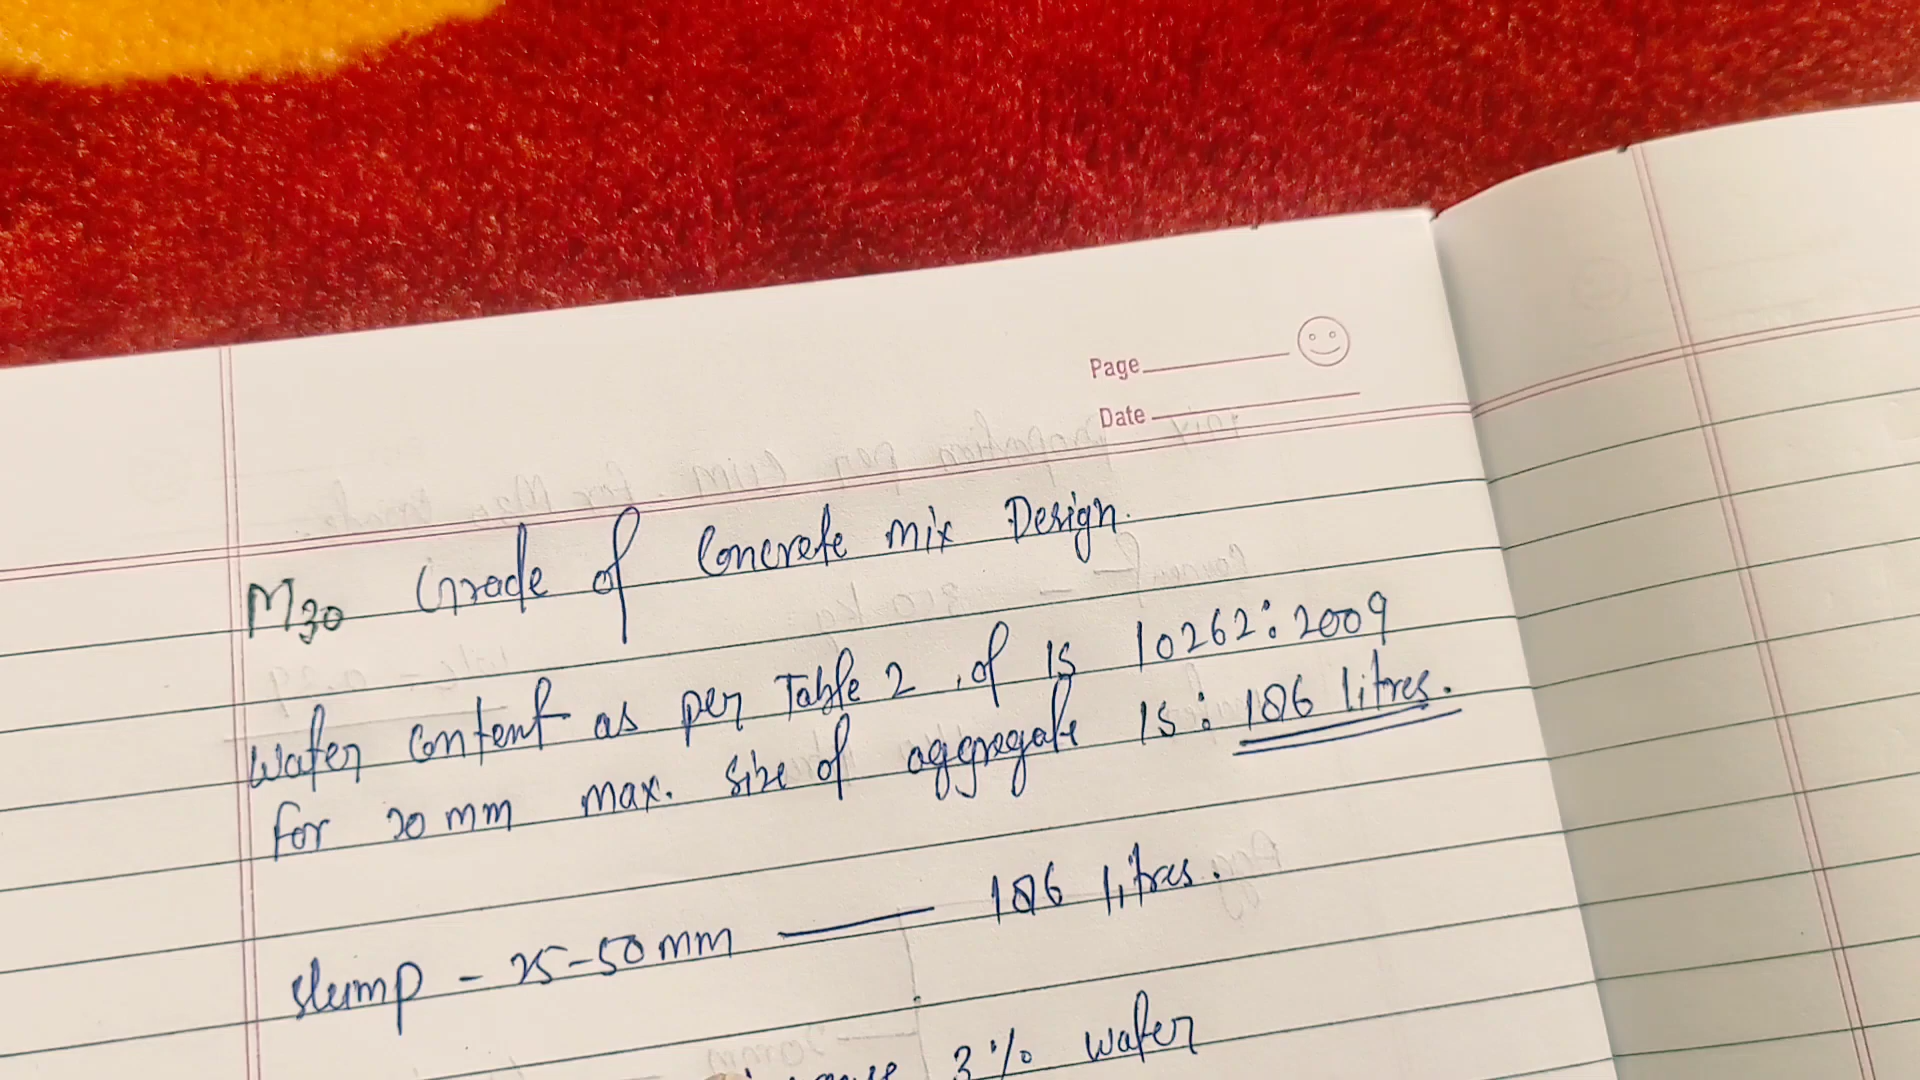 Page
Date
M30 Grade of Concrete mix Design.
Water Content as per Table 2, of IS 10262:2009
for 20 mm max. size of aggregate IS: 186 litres.
slump - 25-50 mm — 186 litres.
3% water